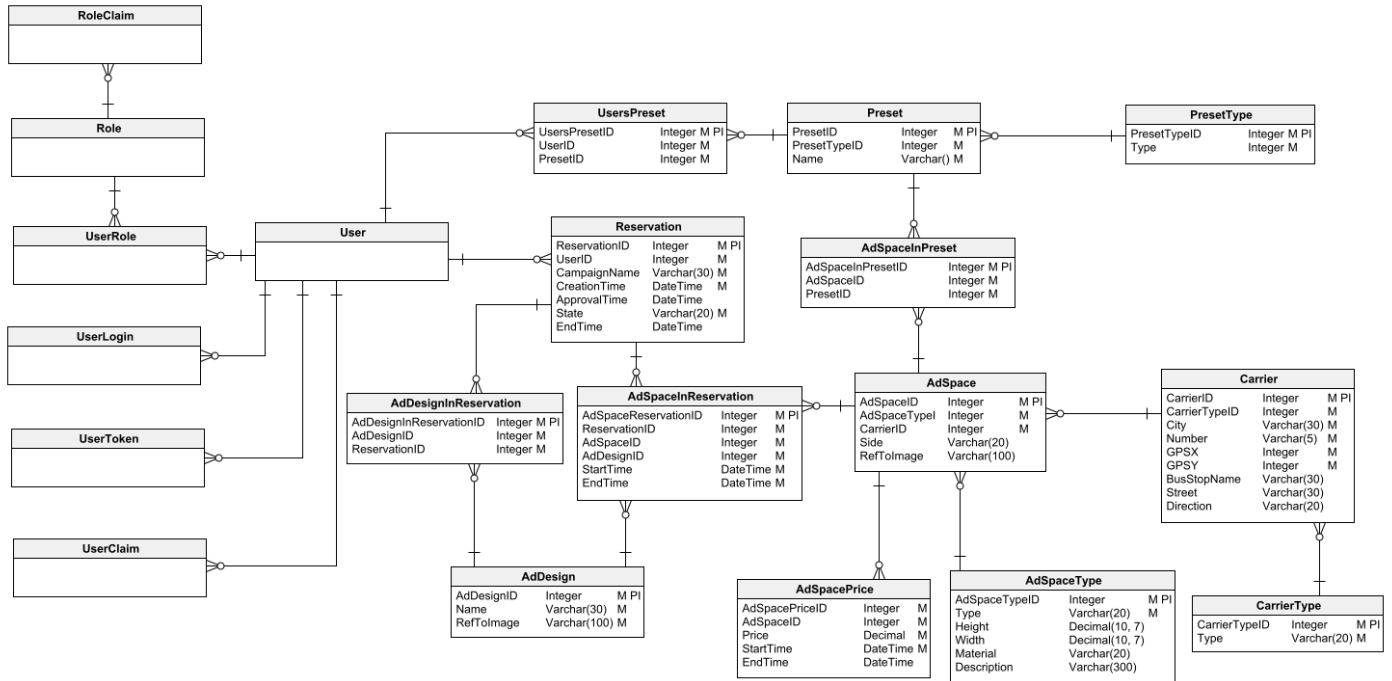 RoleClaim
Role
UserRole
User
UserLogin
UserToken
UserClaim
UsersPreset
UsersPresetID Integer M PI
UserID Integer M
PresetID Integer M
Preset
PresetID Integer M PI
PresetTypeID Integer M
Name Varchar() M
PresetType
PresetTypeID Integer M PI
Type Integer M
Reservation
ReservationID Integer M PI
UserID Integer M
CampaignName Varchar(30) M
CreationTime DateTime M
ApprovalTime DateTime
State Varchar(20) M
EndTime DateTime
AdSpaceInPreset
AdSpaceInPresetID Integer M PI
AdSpaceID Integer M
PresetID Integer M
AdDesignInReservation
AdDesignInReservationID Integer M PI
AdDesignID Integer M
ReservationID Integer M
AdSpaceInReservation
AdSpaceReservationID Integer M PI
ReservationID Integer M
AdSpaceID Integer M
AdDesignID Integer M
StartTime DateTime M
EndTime DateTime M
AdSpace
AdSpaceID Integer M PI
AdSpaceTypeI Integer M
CarrierID Integer M
Side Varchar(20)
RefToImage Varchar(100)
Carrier
CarrierID Integer M PI
CarrierTypeID Integer M
City Varchar(30) M
Number Varchar(5) M
GPSX Integer M
GPSY Integer M
BusStopName Varchar(30)
Street Varchar(30)
Direction Varchar(20)
AdDesign
AdDesignID Integer M PI
Name Varchar(30) M
RefToImage Varchar(100) M
AdSpacePrice
AdSpacePriceID Integer M
AdSpaceID Integer M
Price Decimal M
StartTime DateTime M
EndTime DateTime
AdSpaceType
AdSpaceTypeID Integer M PI
Type Varchar(20) M
Height Decimal(10, 7)
Width Decimal(10, 7)
Material Varchar(20)
Description Varchar(300)
CarrierType
CarrierTypeID Integer M PI
Type Varchar(20) M